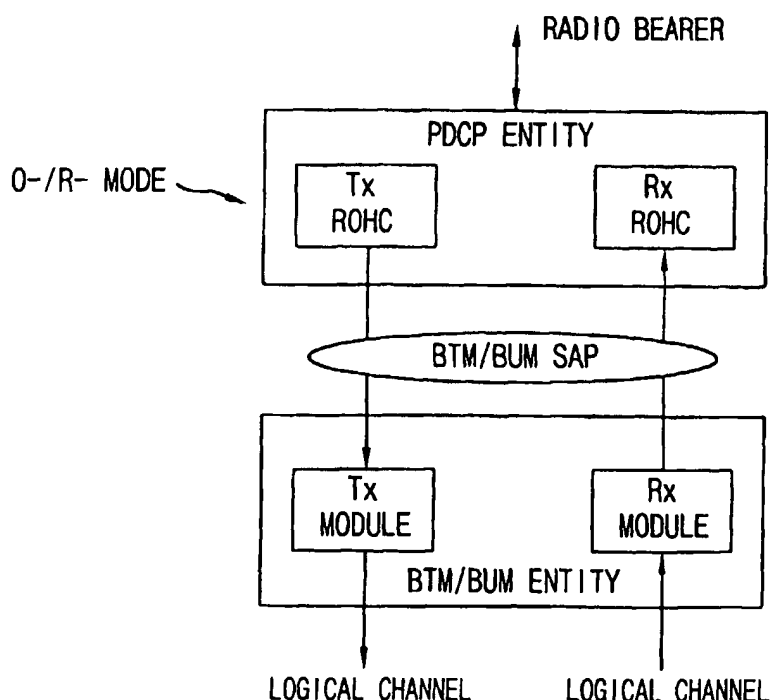 RADIO BEARER
PDCP ENTITY
O-/R- MODE
Tx
ROHC
Rx
ROHC
BTM/BUM SAP
Tx
MODULE
Rx
MODULE
BTM/BUM ENTITY
LOGICAL CHANNEL
LOGICAL CHANNEL